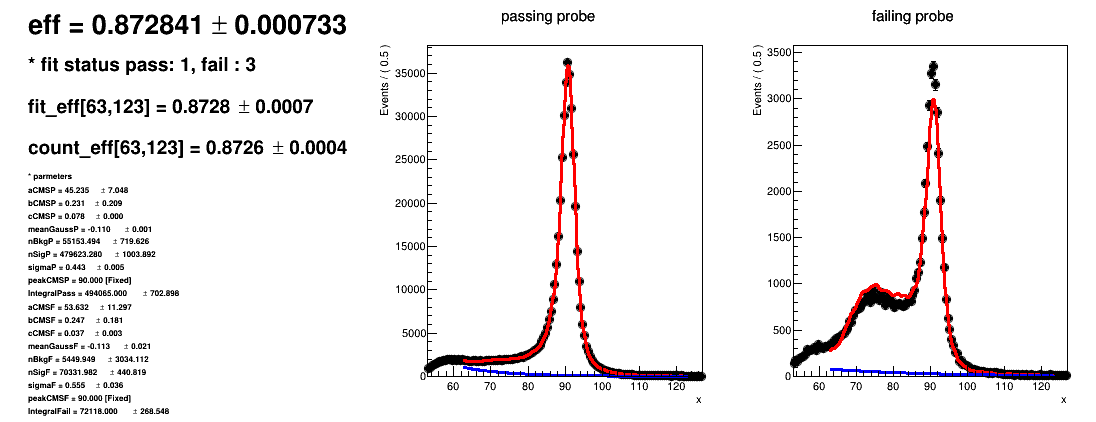 eff = 0.872841 ± 0.000733
* fit status pass: 1, fail : 3
fit_eff[63,123] = 0.8728 ± 0.0007
count_eff[63,123] = 0.8726 ± 0.0004
* parmeters
aCMSP = 45.235 ± 7.048
bCMSP = 0.231 ± 0.209
cCMSP = 0.078 ± 0.000
meanGaussP = -0.110 ± 0.001
nBkgP = 55153.494 ± 719.626
nSigP = 479623.280 ± 1003.892
sigmaP = 0.443 ± 0.005
peakCMSP = 90.000 [Fixed]
IntegralPass = 494065.000 ± 702.898
aCMSF = 53.632 ± 11.297
bCMSF = 0.247 ± 0.181
cCMSF = 0.037 ± 0.003
meanGaussF = -0.113 ± 0.021
nBkgF = 5449.949 ± 3034.112
nSigF = 70331.982 ± 440.819
sigmaF = 0.555 ± 0.036
peakCMSF = 90.000 [Fixed]
IntegralFail = 72118.000 ± 268.548
passing probe
Events / ( 0.5 )
35000
30000
25000
20000
15000
10000
5000
0
60 70 80 90 100 110 120
x
failing probe
Events / ( 0.5 )
3500
3000
2500
2000
1500
1000
500
0
60 70 80 90 100 110 120
x